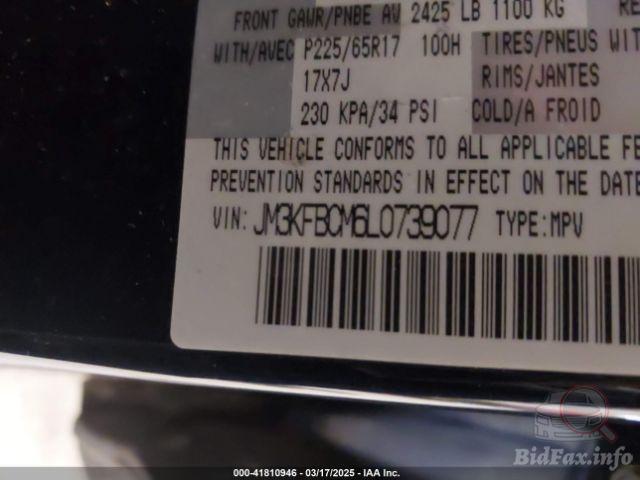 FRONT GAWR/PNBE AV 2425 LB 1100 KG RE
WITH/AVEC P225/65R17 100H TIRES/PNEUS WIT
17X7J RIMS/JANTES
230 KPA/34 PSI COLD/A FROID
THIS VEHICLE CONFORMS TO ALL APPLICABLE FE
PREVENTION STANDARDS IN EFFECT ON THE DATE
VIN: JM3KFBCM6L0739077 TYPE:MPV
BidFax.info
000-41810946 - 03/17/2025 - IAA Inc.